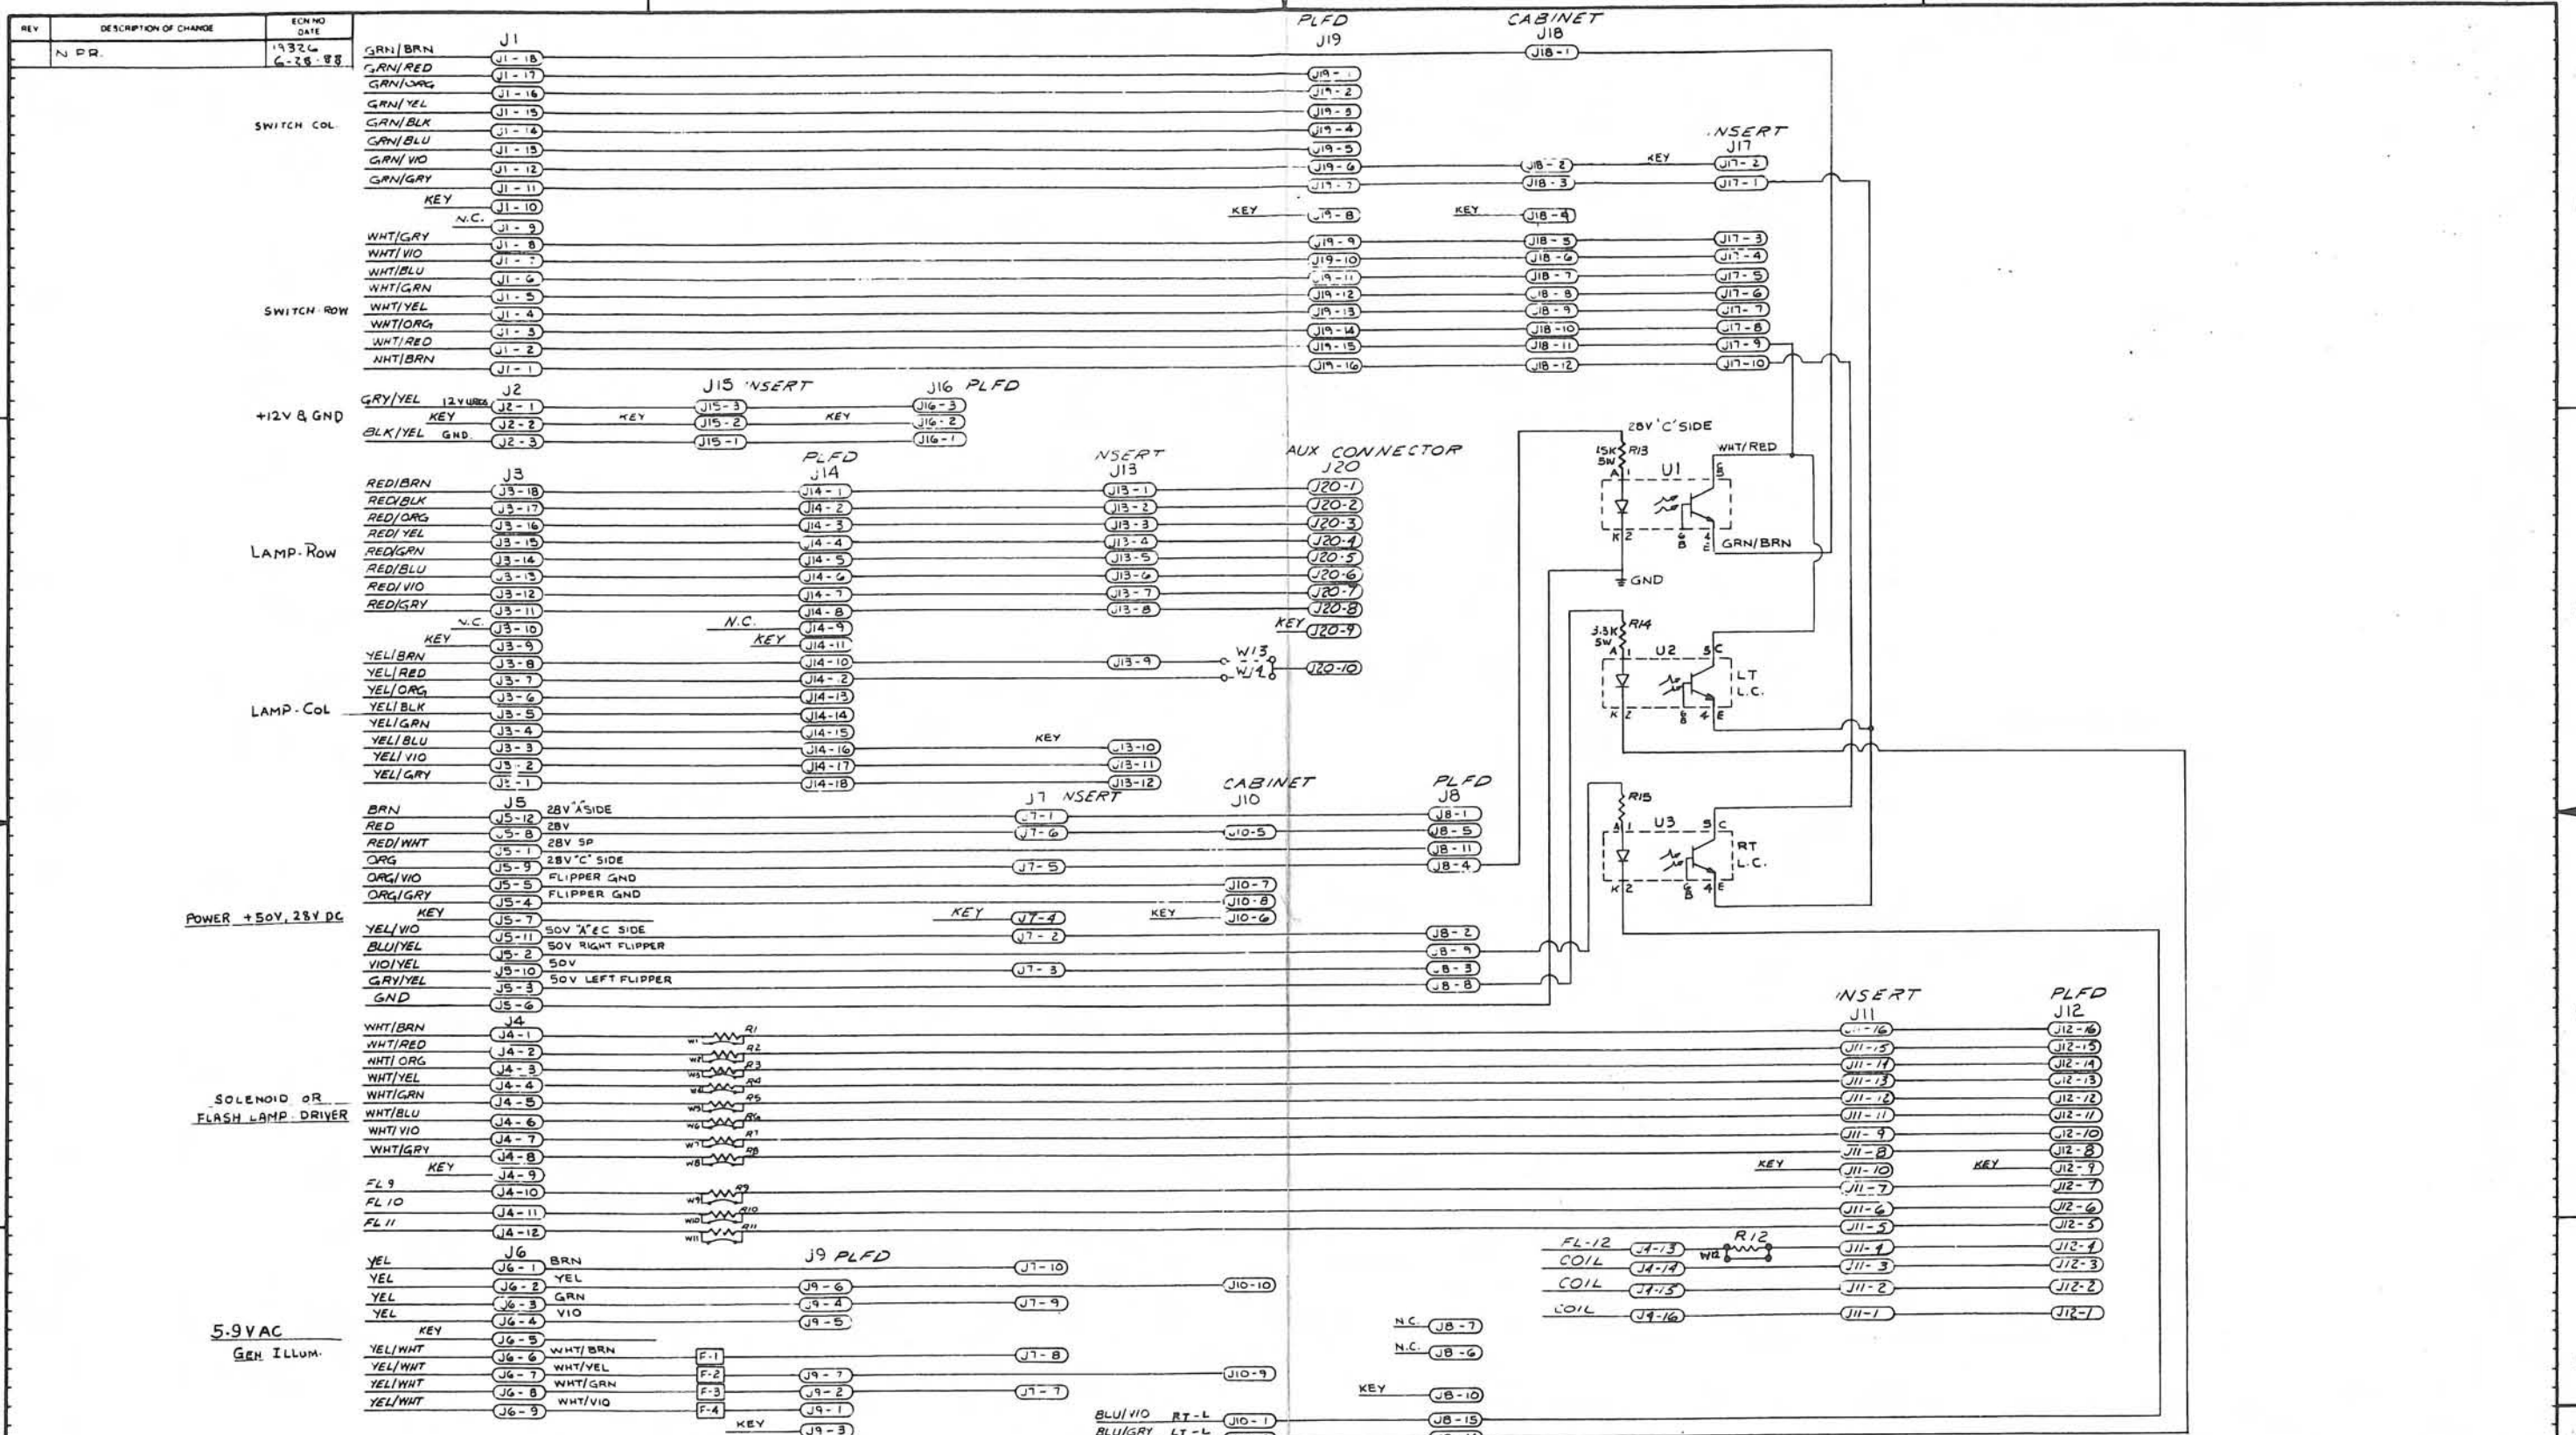 REV DESCRIPTION OF CHANGE ECN NO DATE
N PR. 19326 6-28-88
PLFD CABINET
J1 J19 J18
GRN/BRN J1-18 J18-1
GRN/RED J1-17 J19-1
GRN/ORG J1-16 J19-2
GRN/YEL J1-15 J19-3
SWITCH COL. GRN/BLK J1-14 J19-4 INSERT
GRN/BLU J1-13 J19-5 J17
GRN/VIO J1-12 J19-6 J18-2 KEY J17-2
GRN/GRY J1-11 J19-7 J18-3 J17-1
KEY J1-10 KEY J19-8 KEY J18-4
N.C. J1-9
WHT/GRY J1-8 J19-9 J18-5 J17-3
WHT/VIO J1-7 J19-10 J18-6 J17-4
WHT/BLU J1-6 J19-11 J18-7 J17-5
WHT/GRN J1-5 J19-12 J18-8 J17-6
SWITCH ROW WHT/YEL J1-4 J19-13 J18-9 J17-7
WHT/ORG J1-3 J19-14 J18-10 J17-8
WHT/RED J1-2 J19-15 J18-11 J17-9
WHT/BRN J1-1 J19-16 J18-12 J17-10
J2 J15 INSERT J16 PLFD
GRY/YEL J2-1 J15-3 J16-3
+12V & GND KEY J2-2 KEY J15-2 KEY J16-2
BLK/YEL GND. J2-3 J15-1 J16-1
28V 'C' SIDE
15K 5W R13 WHT/RED
A 1 U1 5 C
K 2 6 B 4 E GRN/BRN
GND
PLFD INSERT AUX CONNECTOR
J3 J14 J13 J20
RED/BRN J3-18 J14-1 J13-1 J20-1
RED/BLK J3-17 J14-2 J13-2 J20-2
RED/ORG J3-16 J14-3 J13-3 J20-3
RED/YEL J3-15 J14-4 J13-4 J20-4
LAMP-ROW RED/GRN J3-14 J14-5 J13-5 J20-5
RED/BLU J3-13 J14-6 J13-6 J20-6
RED/VIO J3-12 J14-7 J13-7 J20-7
RED/GRY J3-11 J14-8 J13-8 J20-8
N.C. J3-10 N.C. J14-9 KEY J20-9
KEY J3-9 KEY J14-11
YEL/BRN J3-8 J14-10 J13-9 W13 J20-10
YEL/RED J3-7 J14-12 W14
YEL/ORG J3-6 J14-13
LAMP-COL YEL/BLK J3-5 J14-14
YEL/GRN J3-4 J14-15
YEL/BLU J3-3 J14-16 KEY J13-10
YEL/VIO J3-2 J14-17 J13-11
YEL/GRY J3-1 J14-18 J13-12
3.3K 5W R14
A 1 U2 5 C
LT L.C.
K 2 6 B 4 E
J5 J7 INSERT CABINET J10 PLFD J8
BRN J5-12 28V "A" SIDE J7-1 J8-1
RED J5-8 28V J7-6 J10-5 J8-5
RED/WHT J5-1 28V SP J8-11
ORG J5-9 28V "C" SIDE J7-5 J8-4
ORG/VIO J5-5 FLIPPER GND J10-7
ORG/GRY J5-4 FLIPPER GND J10-8
POWER +50V, 28V DC KEY J5-7 KEY J7-4 KEY J10-6
YEL/VIO J5-11 50V "A" & C SIDE J7-2 J8-2
BLU/YEL J5-2 50V RIGHT FLIPPER J8-9
VIO/YEL J5-10 50V J7-3 J8-3
GRY/YEL J5-3 50V LEFT FLIPPER J8-8
GND J5-6
R15
A 1 U3 5 C
RT L.C.
K 2 6 B 4 E
J4 INSERT J11 PLFD J12
WHT/BRN J4-1 W1 R1 J11-16 J12-16
WHT/RED J4-2 W2 R2 J11-15 J12-15
WHT/ORG J4-3 W3 R3 J11-14 J12-14
WHT/YEL J4-4 W4 R4 J11-13 J12-13
SOLENOID OR WHT/GRN J4-5 W5 R5 J11-12 J12-12
FLASH LAMP DRIVER WHT/BLU J4-6 W6 R6 J11-11 J12-11
WHT/VIO J4-7 W7 R7 J11-9 J12-10
WHT/GRY J4-8 W8 R8 J11-8 J12-8
KEY J4-9 KEY J11-10 KEY J12-9
FL 9 J4-10 W9 R9 J11-7 J12-7
FL 10 J4-11 W10 R10 J11-6 J12-6
FL 11 J4-12 W11 R11 J11-5 J12-5
FL-12 J4-13 W12 R12 J11-4 J12-4
COIL J4-14 J11-3 J12-3
COIL J4-15 J11-2 J12-2
COIL J4-16 J11-1 J12-1
J6 J9 PLFD
YEL J6-1 BRN J7-10
YEL J6-2 YEL J9-6 J10-10
YEL J6-3 GRN J9-4 J7-9
YEL J6-4 VIO J9-5
5.9VAC KEY J6-5 N.C. J8-7
GEN ILLUM. YEL/WHT J6-6 WHT/BRN F-1 J7-8 N.C. J8-6
YEL/WHT J6-7 WHT/YEL F-2 J9-7 J10-9
YEL/WHT J6-8 WHT/GRN F-3 J9-2 J7-7 KEY J8-10
YEL/WHT J6-9 WHT/VIO F-4 J9-1
KEY J9-3 BLU/VIO RT-L J10-1 J8-15
BLU/GRY LT-L